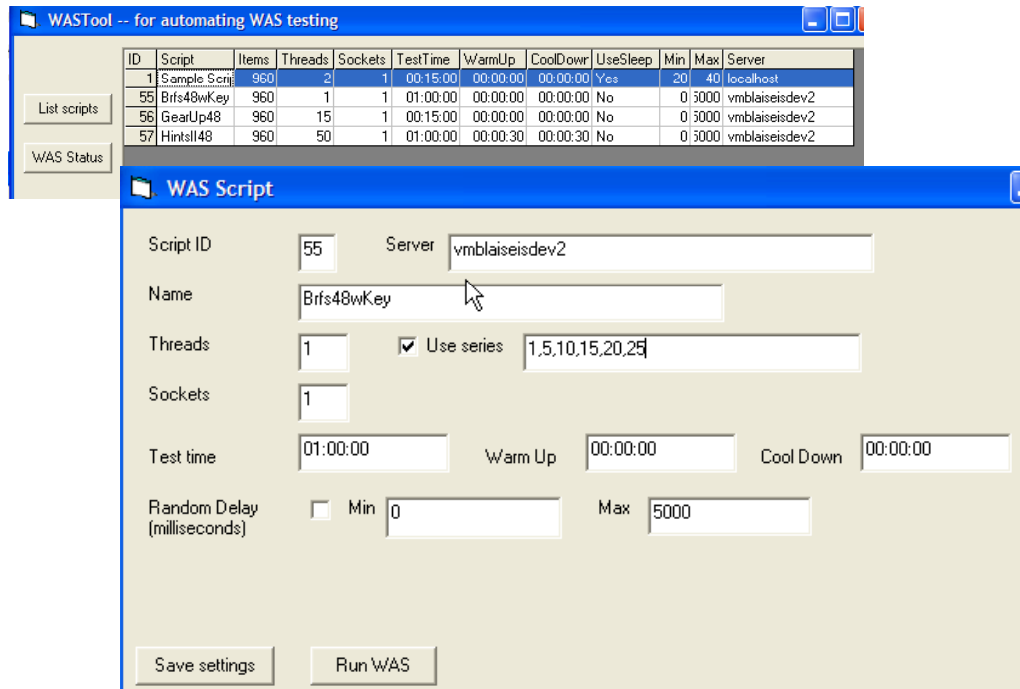 WASTool -- for automating WAS testing
ID Script Items Threads Sockets TestTime WarmUp CoolDowr UseSleep Min Max Server
1 Sample Scrij 960 2 1 00:15:00 00:00:00 00:00:00 Yes 20 40 localhost
55 Brfs48wKey 960 1 1 01:00:00 00:00:00 00:00:00 No 0 5000 vmblaiseisdev2
56 GearUp48 960 15 1 00:15:00 00:00:00 00:00:00 No 0 5000 vmblaiseisdev2
57 HintsII48 960 50 1 01:00:00 00:00:30 00:00:30 No 0 5000 vmblaiseisdev2
List scripts
WAS Status
WAS Script
Script ID 55 Server vmblaiseisdev2
Name Brfs48wKey
Threads 1 Use series 1,5,10,15,20,25
Sockets 1
Test time 01:00:00 Warm Up 00:00:00 Cool Down 00:00:00
Random Delay Min 0 Max 5000
(milliseconds)
Save settings Run WAS